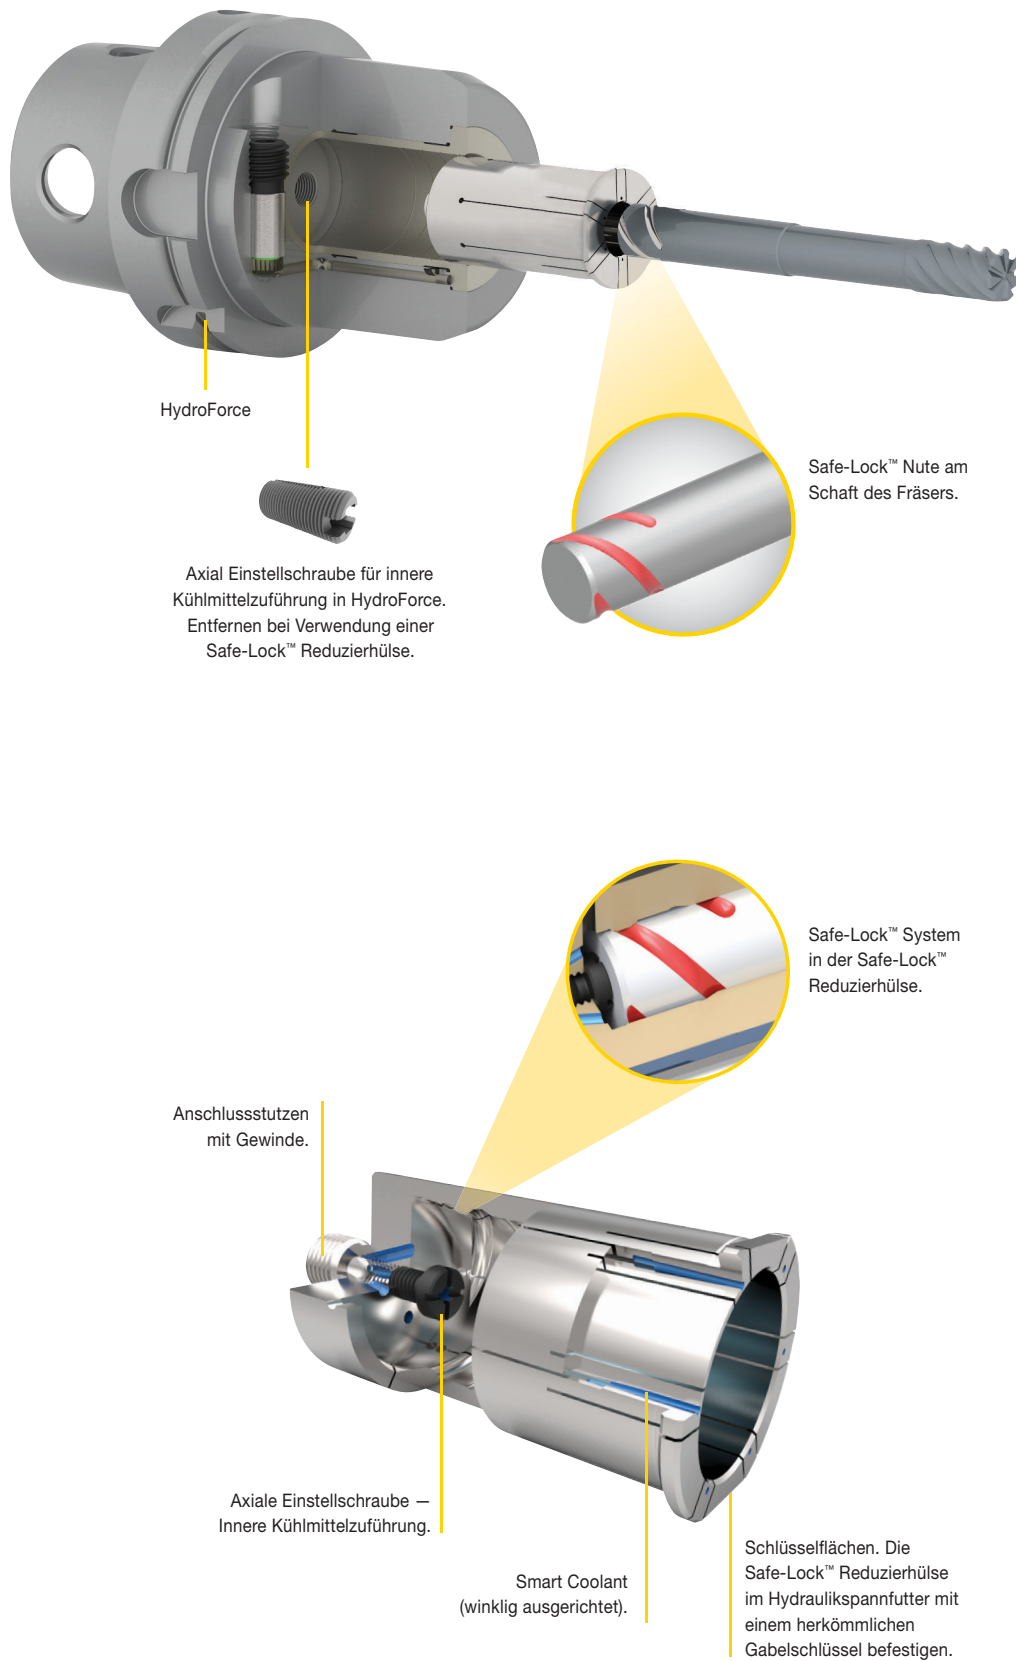 HydroForce
Safe-Lock™ Nute am
Schaft des Fräsers.
Axial Einstellschraube für innere
Kühlmittelzuführung in HydroForce.
Entfernen bei Verwendung einer
Safe-Lock™ Reduzierhülse.
Safe-Lock™ System
in der Safe-Lock™
Reduzierhülse.
Anschlussstutzen
mit Gewinde.
Axiale Einstellschraube —
Innere Kühlmittelzuführung.
Smart Coolant
(winklig ausgerichtet).
Schlüsselflächen. Die
Safe-Lock™ Reduzierhülse
im Hydraulikspannfutter mit
einem herkömmlichen
Gabelschlüssel befestigen.